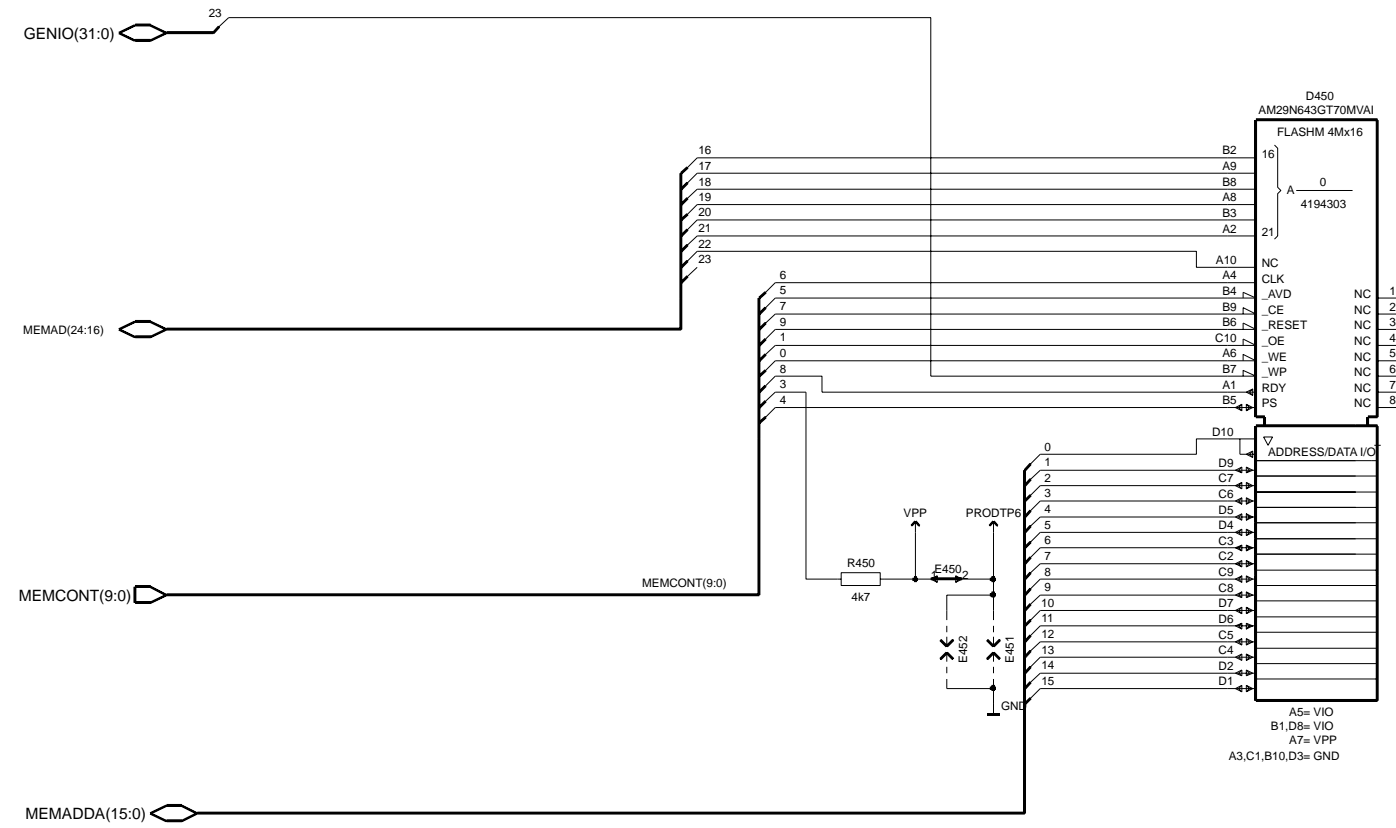 23
GENIO(31:0)
D450
AM29N643GT70MVAI
FLASHM 4Mx16
16 B2 16
17 A9
18 B8 A 0
19 A8 4194303
20 B3
21 A2 21
22
23 A10 NC
6 A4 CLK
5 B4 _AVD NC 1
7 B9 _CE NC 2
MEMAD(24:16) 9 B6 _RESET NC 3
1 C10 _OE NC 4
0 A6 _WE NC 5
8 B7 _WP NC 6
3 A1 RDY NC 7
4 B5 PS NC 8
D10
0 ADDRESS/DATA I/O
1 D9
2 C7
3 C6
VPP PRODTP6 4 D5
5 D4
6 C3
R450 E450 7 C2
4k7 1 2
MEMCONT(9:0) MEMCONT(9:0) 8 C9
9 C8
10 D7
11 D6
E452 E451 12 C5
13 C4
14 D2
15 D1
GND
A5= VIO
B1,D8= VIO
A7= VPP
A3,C1,B10,D3= GND
MEMADDA(15:0)